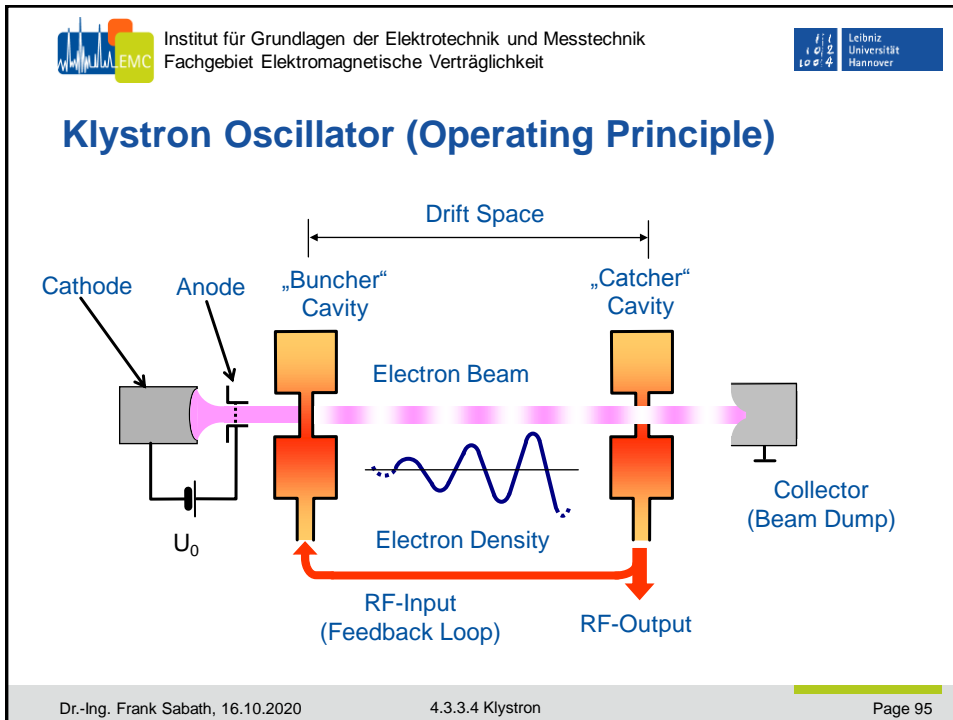 Institut für Grundlagen der Elektrotechnik und Messtechnik
Fachgebiet Elektromagnetische Verträglichkeit
EMC
Leibniz
Universität
Hannover
Klystron Oscillator (Operating Principle)
Drift Space
Cathode
Anode
„Buncher“
Cavity
„Catcher“
Cavity
Electron Beam
U0
Electron Density
Collector
(Beam Dump)
RF-Input
(Feedback Loop)
RF-Output
Dr.-Ing. Frank Sabath, 16.10.2020
4.3.3.4 Klystron
Page 95